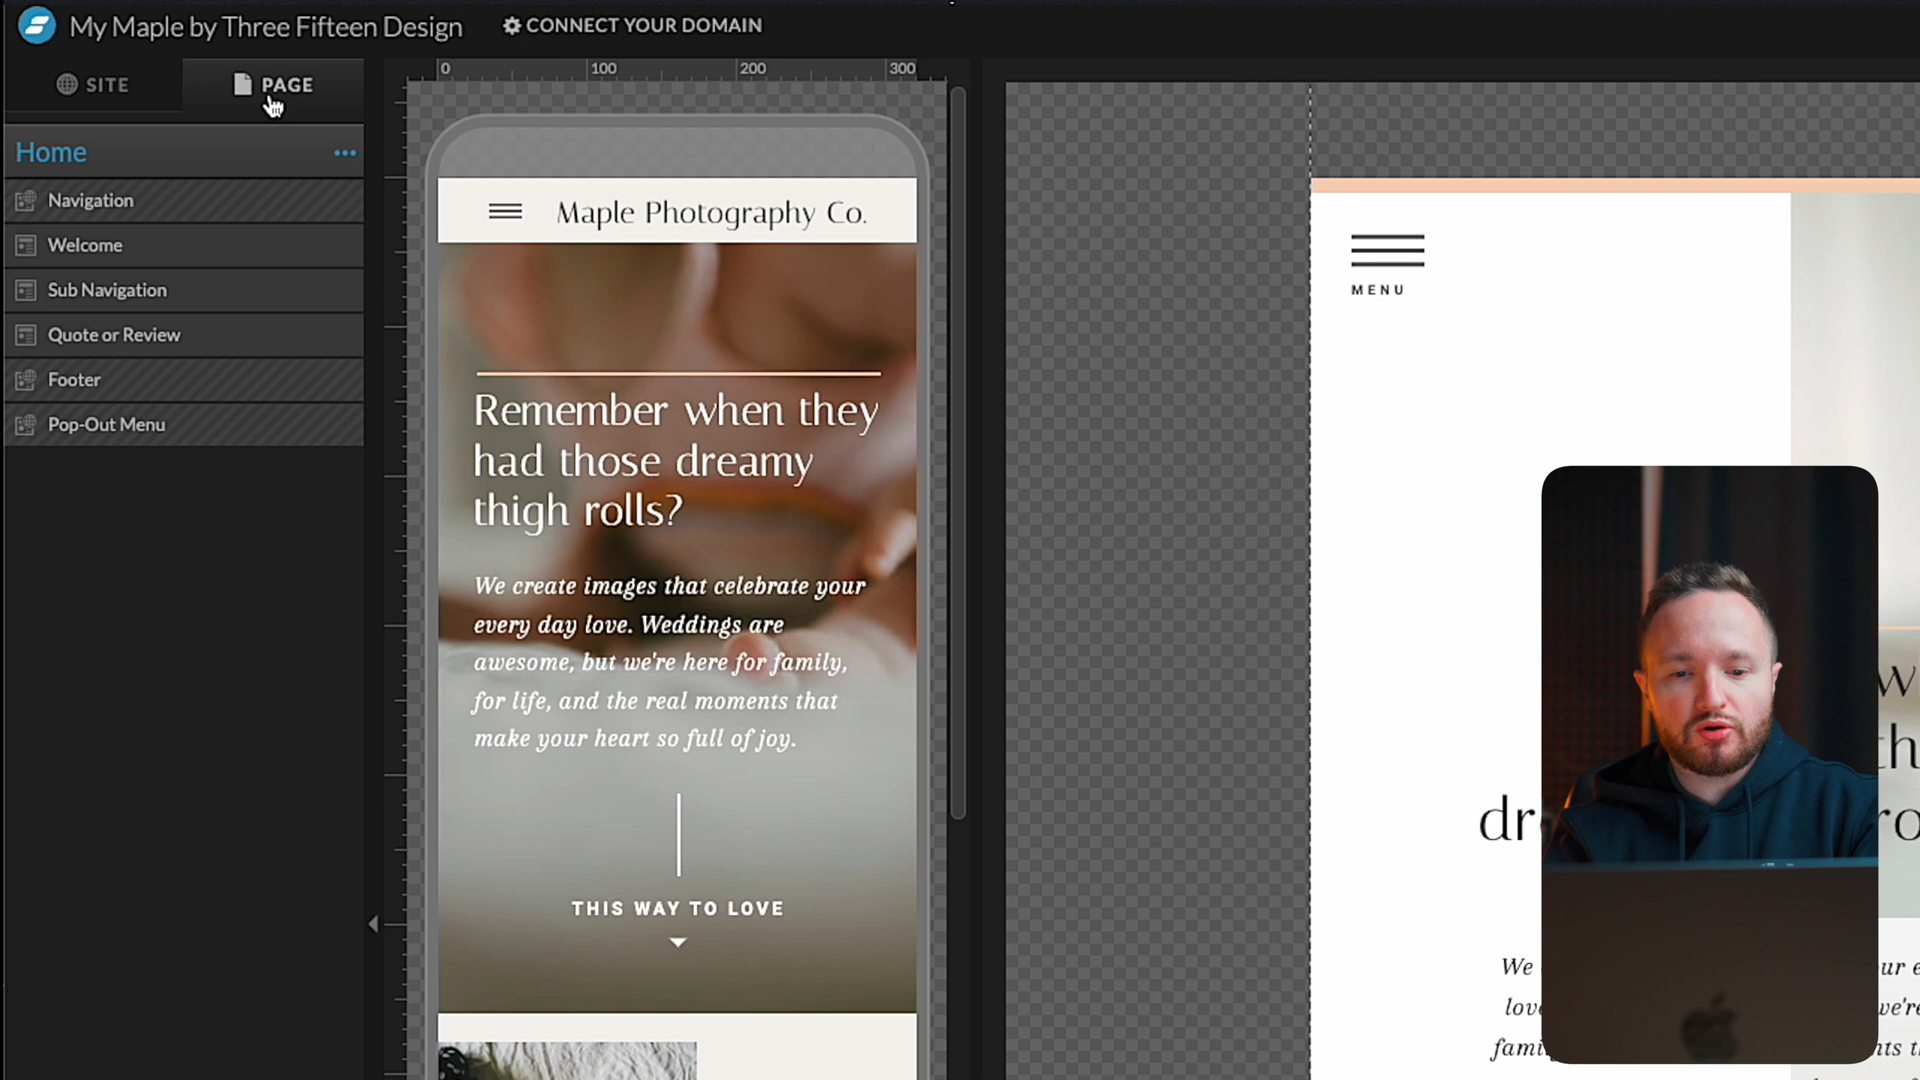 My Maple by Three Fifteen Design
CONNECT YOUR DOMAIN
SITE
PAGE
Home
Navigation
Welcome
Sub Navigation
Quote or Review
Footer
Pop-Out Menu
0 100 200 300
Maple Photography Co.
Remember when they
had those dreamy
thigh rolls?
We create images that celebrate your
every day love. Weddings are
awesome, but we're here for family,
for life, and the real moments that
make your heart so full of joy.
THIS WAY TO LOVE
MENU
We
we're